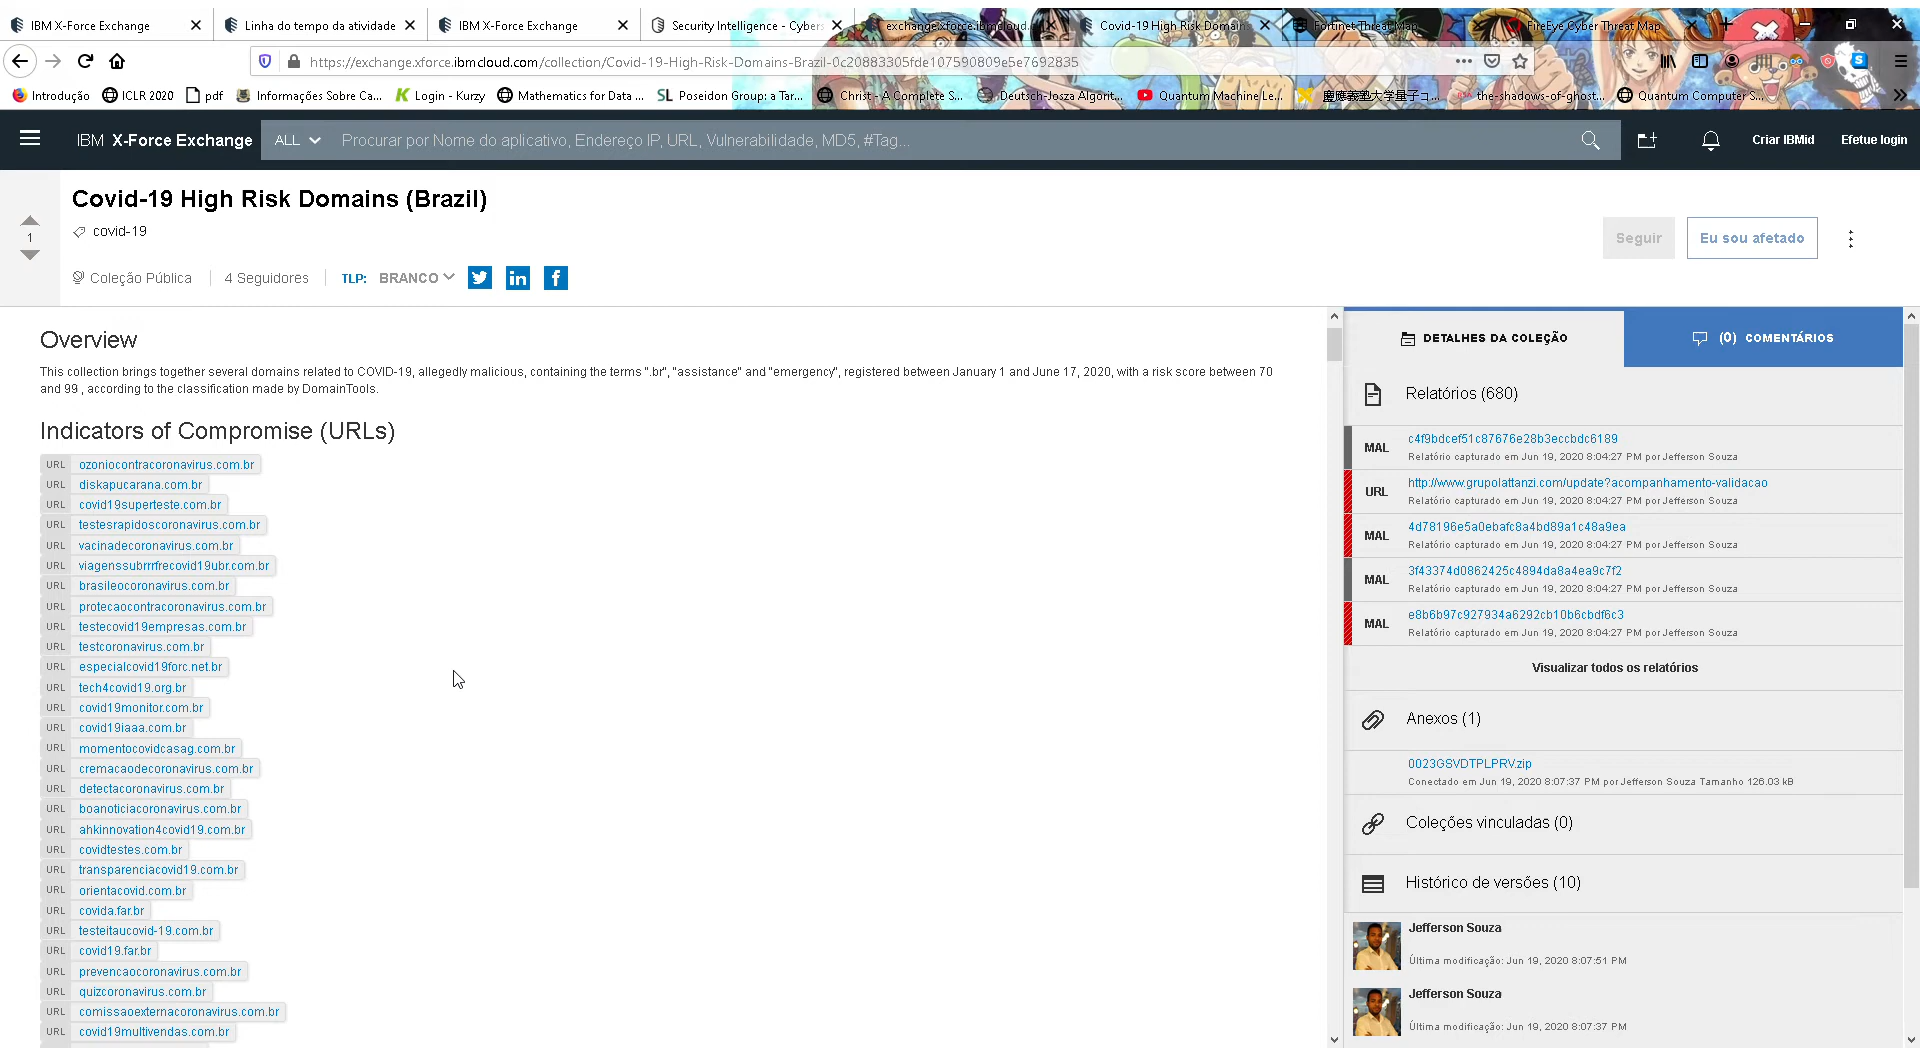 IBM X-Force Exchange
Linha do tempo da atividade
IBM X-Force Exchange
Security Intelligence - Cybers
exchange.xforce.ibmcloud.c
Covid-19 High Risk Domains
Fortinet Threat Map
FireEye Cyber Threat Map
https://exchange.xforce.ibmcloud.com/collection/Covid-19-High-Risk-Domains-Brazil-0c20883305fde107590809e5e7692835
Introdução
ICLR 2020
pdf
Informações Sobre Ca...
Login - Kurzy
Mathematics for Data ...
Poseidon Group: a Tar...
Christ - A Complete S...
Deutsch-Josza Algorit...
Quantum Machine Le...
慶應義塾大学量子コ...
the-shadows-of-ghost...
Quantum Computer S...
IBM X-Force Exchange
ALL
Procurar por Nome do aplicativo, Endereço IP, URL, Vulnerabilidade, MD5, #Tag...
Criar IBMid
Efetue login
Covid-19 High Risk Domains (Brazil)
1
covid-19
Seguir
Eu sou afetado
Coleção Pública
4 Seguidores
TLP: BRANCO
Overview
This collection brings together several domains related to COVID-19, allegedly malicious, containing the terms ".br", "assistance" and "emergency", registered between January 1 and June 17, 2020, with a risk score between 70
and 99 , according to the classification made by DomainTools.
Indicators of Compromise (URLs)
URL ozoniocontracoronavirus.com.br
URL diskapucarana.com.br
URL covid19superteste.com.br
URL testesrapidoscoronavirus.com.br
URL vacinadecoronavirus.com.br
URL viagenssubrrrfrecovid19ubr.com.br
URL brasileocoronavirus.com.br
URL protecaocontracoronavirus.com.br
URL testecovid19empresas.com.br
URL testcoronavirus.com.br
URL especialcovid19forc.net.br
URL tech4covid19.org.br
URL covid19monitor.com.br
URL covid19iaaa.com.br
URL momentocovidcasag.com.br
URL cremacaodecoronavirus.com.br
URL detectacoronavirus.com.br
URL boanoticiacoronavirus.com.br
URL ahkinnovation4covid19.com.br
URL covidtestes.com.br
URL transparenciacovid19.com.br
URL orientacovid.com.br
URL covida.far.br
URL testeitaucovid-19.com.br
URL covid19.far.br
URL prevencaocoronavirus.com.br
URL quizcoronavirus.com.br
URL comissaoexternacoronavirus.com.br
URL covid19multivendas.com.br
DETALHES DA COLEÇÃO
(0) COMENTÁRIOS
Relatórios (680)
MAL c4f9bdcef51c87676e28b3eccbdc6189
Relatório capturado em Jun 19, 2020 8:04:27 PM por Jefferson Souza
URL http://www.grupolattanzi.com/update?acompanhamento-validacao
Relatório capturado em Jun 19, 2020 8:04:27 PM por Jefferson Souza
MAL 4d78196e5a0ebafc8a4bd89a1c48a9ea
Relatório capturado em Jun 19, 2020 8:04:27 PM por Jefferson Souza
MAL 3f43374d0862425c4894da8a4ea9c7f2
Relatório capturado em Jun 19, 2020 8:04:27 PM por Jefferson Souza
MAL e8b6b97c927934a6292cb10b6cbdf6c3
Relatório capturado em Jun 19, 2020 8:04:27 PM por Jefferson Souza
Visualizar todos os relatórios
Anexos (1)
0023GSVDTPLPRV.zip
Conectado em Jun 19, 2020 8:07:37 PM por Jefferson Souza Tamanho 126.03 kB
Coleções vinculadas (0)
Histórico de versões (10)
Jefferson Souza
Última modificação: Jun 19, 2020 8:07:51 PM
Jefferson Souza
Última modificação: Jun 19, 2020 8:07:37 PM